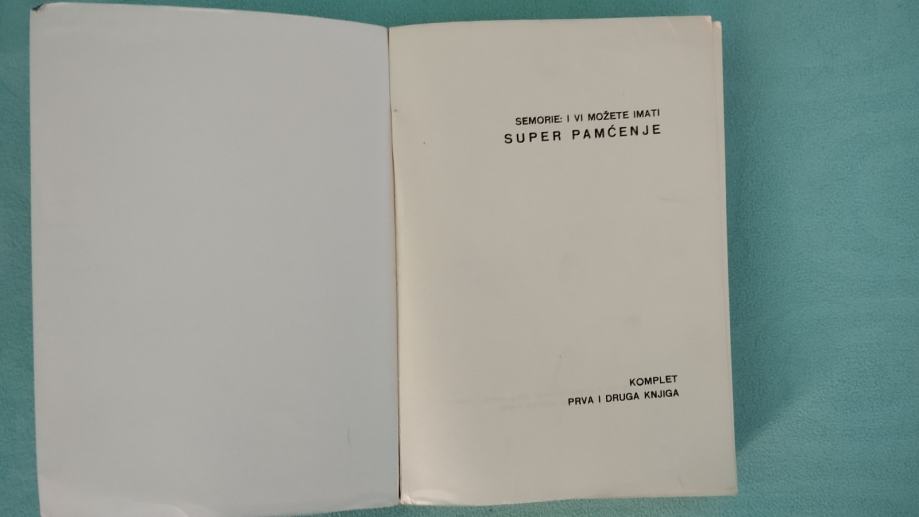 SEMORIE: I VI MOŽETE IMATI
SUPER PAMĆENJE
KOMPLET
PRVA I DRUGA KNJIGA